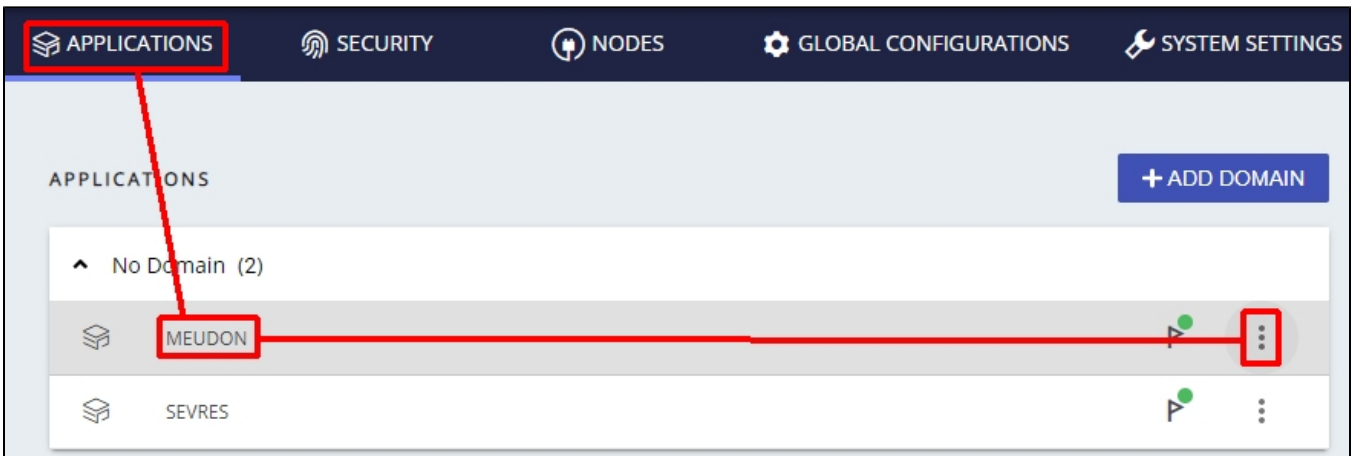 APPLICATIONS SECURITY NODES GLOBAL CONFIGURATIONS SYSTEM SETTINGS
APPLICATIONS + ADD DOMAIN
No Domain (2)
MEUDON
SEVRES